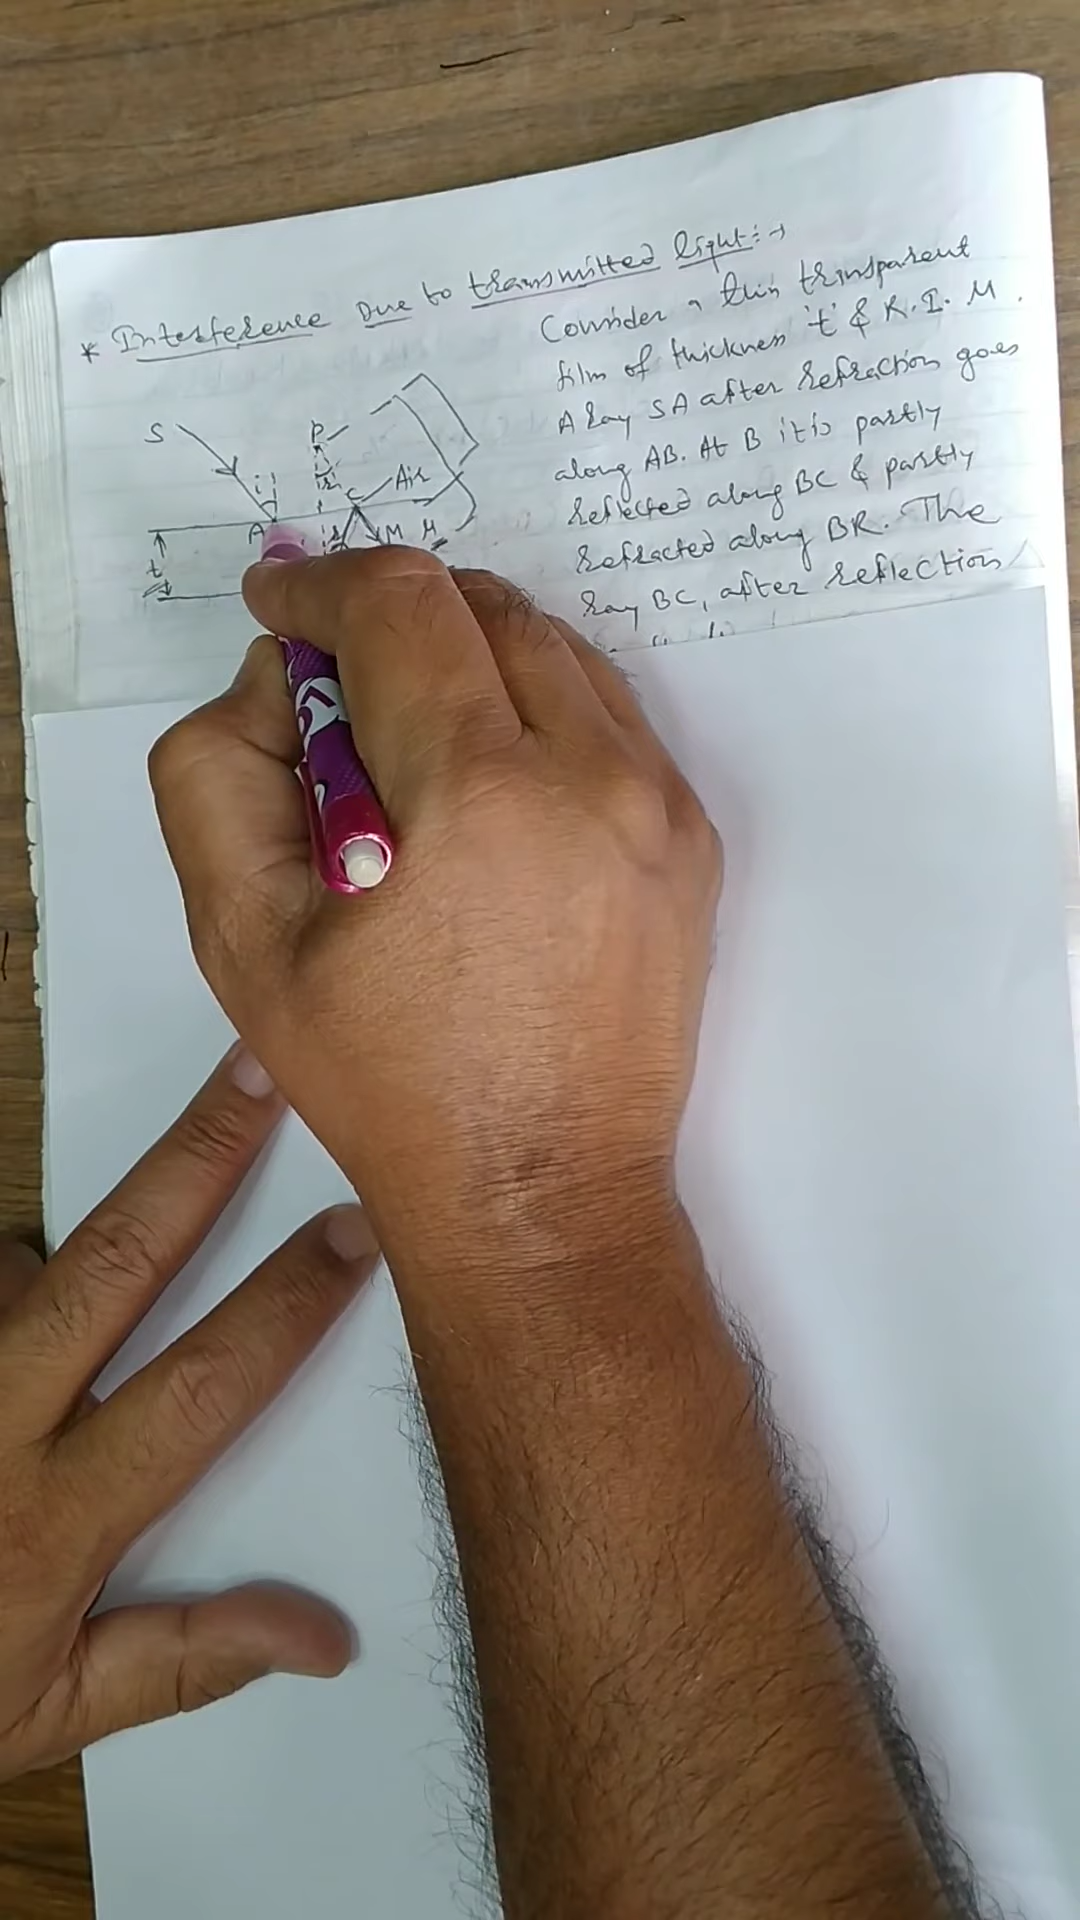 * Interference Due to transmitted light :→
Consider a thin transparent
film of thickness 't' & R.I. μ.
A ray SA after refraction goes
along AB. At B it is partly
reflected along BC & partly
refracted along BR. The
ray BC, after reflection
S
P
i
r
Air
A
C
M
μ
t